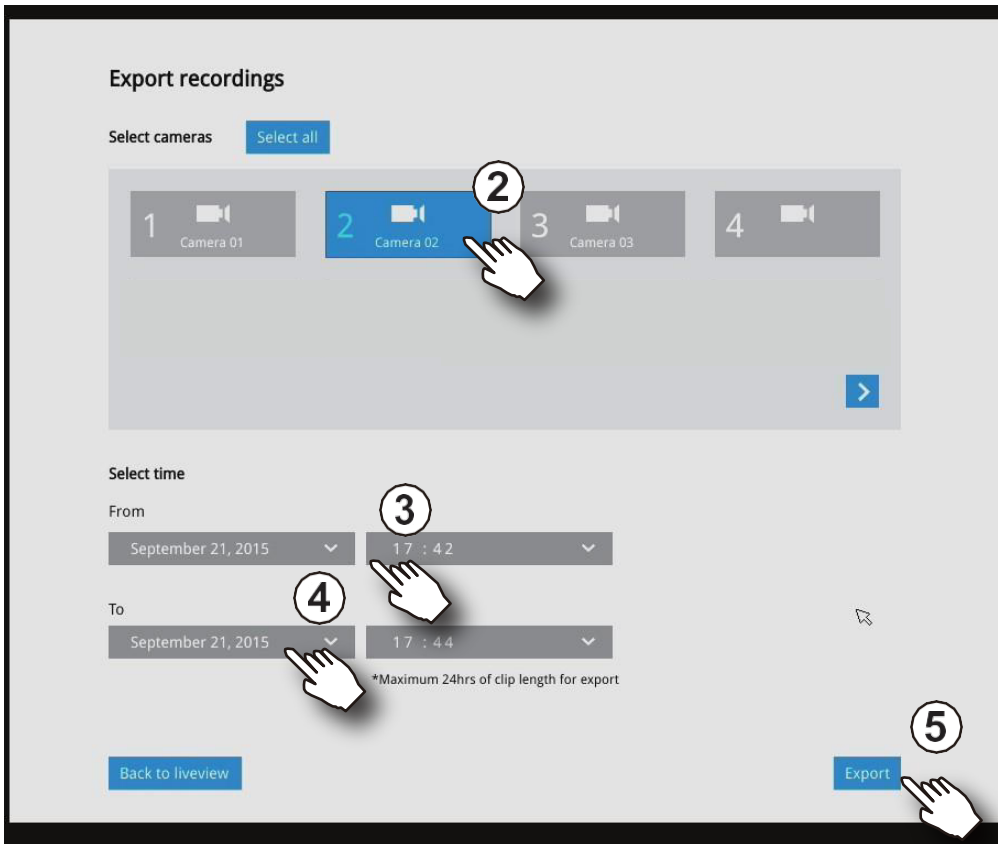 Export recordings
Select cameras Select all
2
1 Camera 01
2 Camera 02
3 Camera 03
4
Select time
From
3
September 21, 2015 17 : 42
4
To
September 21, 2015 17 : 44
*Maximum 24hrs of clip length for export
5
Back to liveview Export